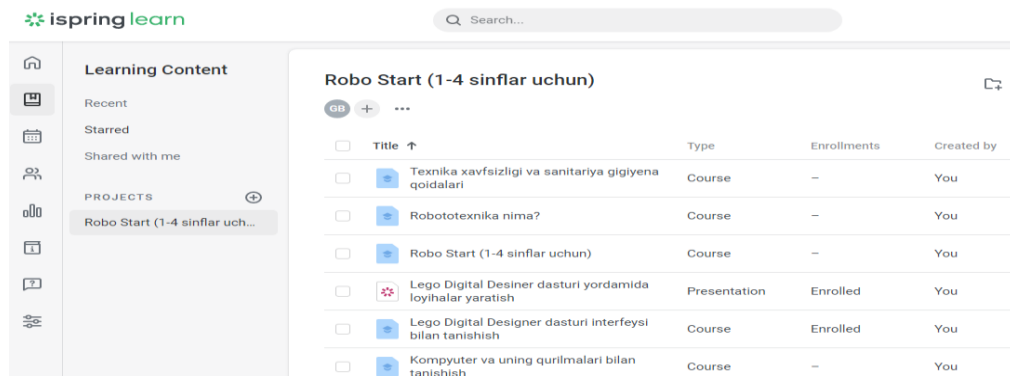 ispring learn
Search...
Learning Content
Recent
Starred
Shared with me
PROJECTS
Robo Start (1-4 sinflar uch...
Robo Start (1-4 sinflar uchun)
GB
Title Type Enrollments Created by
Texnika xavfsizligi va sanitariya gigiyena
qoidalari
Course – You
Robototexnika nima? Course – You
Robo Start (1-4 sinflar uchun) Course – You
Lego Digital Desiner dasturi yordamida
loyihalar yaratish
Presentation Enrolled You
Lego Digital Designer dasturi interfeysi
bilan tanishish
Course Enrolled You
Kompyuter va uning qurilmalari bilan
tanishish
Course – You